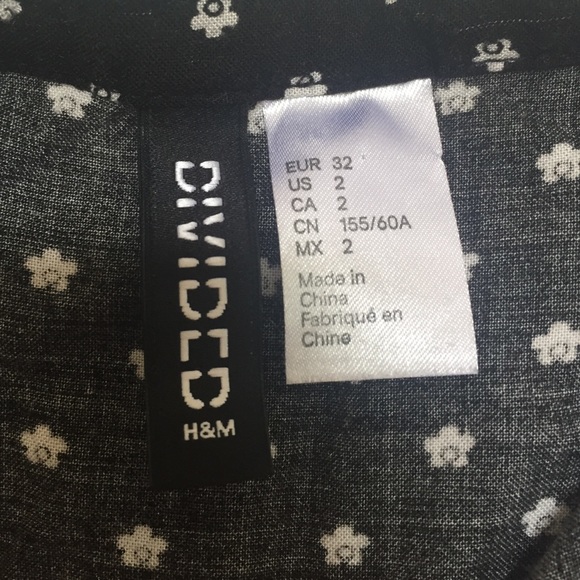 DIVIDED
H&M
EUR 32
US 2
CA 2
CN 155/60A
MX 2
Made in
China
Fabriqué en
Chine